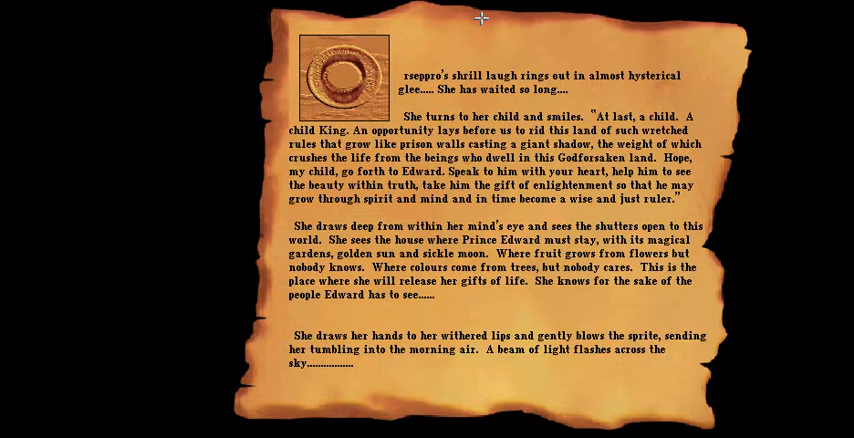 rseppro's shrill laugh rings out in almost hysterical
glee..... She has waited so long....
She turns to her child and smiles. "At last, a child. A
child King. An opportunity lays before us to rid this land of such wretched
rules that grow like prison walls casting a giant shadow, the weight of which
crushes the life from the beings who dwell in this Godforsaken land. Hope,
my child, go forth to Edward. Speak to him with your heart, help him to see
the beauty within truth, take him the gift of enlightenment so that he may
grow through spirit and mind and in time become a wise and just ruler."
She draws deep from within her mind's eye and sees the shutters open to this
world. She sees the house where Prince Edward must stay, with its magical
gardens, golden sun and sickle moon. Where fruit grows from flowers but
nobody knows. Where colours come from trees, but nobody cares. This is the
place where she will release her gifts of life. She knows for the sake of the
people Edward has to see......
She draws her hands to her withered lips and gently blows the sprite, sending
her tumbling into the morning air. A beam of light flashes across the
sky.................